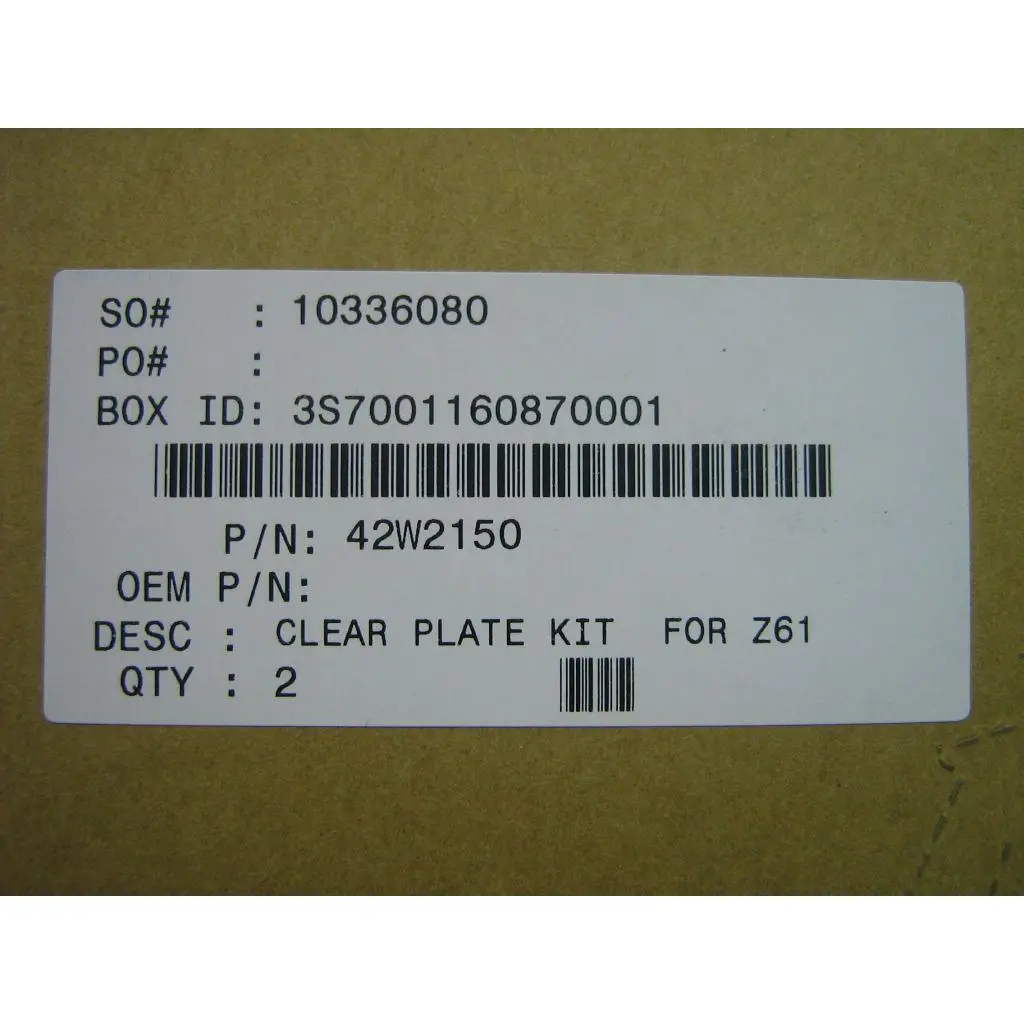 SO# : 10336080
PO# :
BOX ID: 3S7001160870001
P/N: 42W2150
OEM P/N:
DESC : CLEAR PLATE KIT FOR Z61
QTY : 2